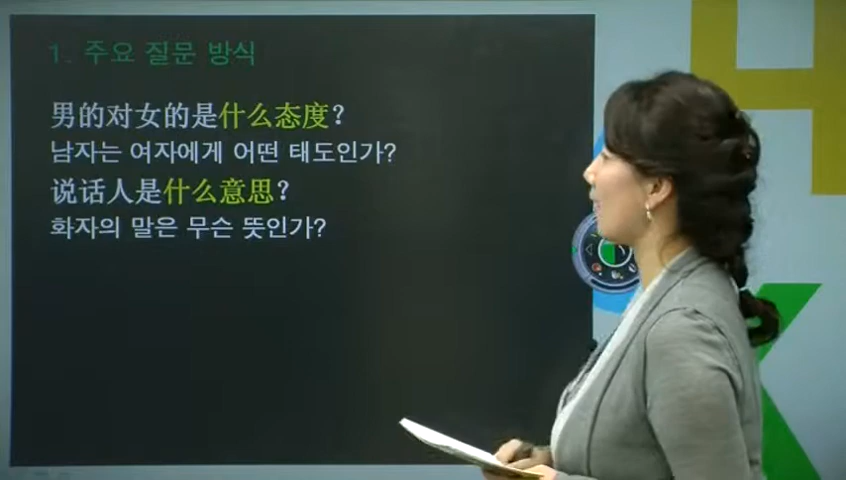 1. 주요 질문 방식
男的对女的是什么态度?
남자는 여자에게 어떤 태도인가?
说话人是什么意思?
화자의 말은 무슨 뜻인가?